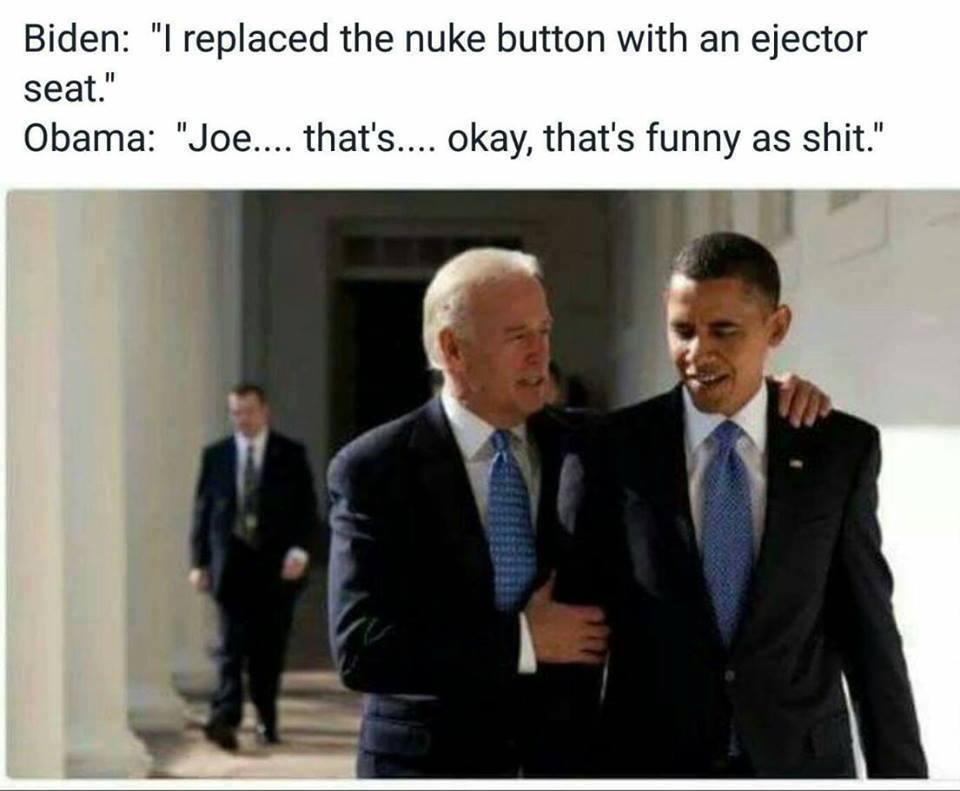 Biden:  "I replaced the nuke button with an ejector
seat."
Obama:  "Joe.... that's.... okay, that's funny as shit."